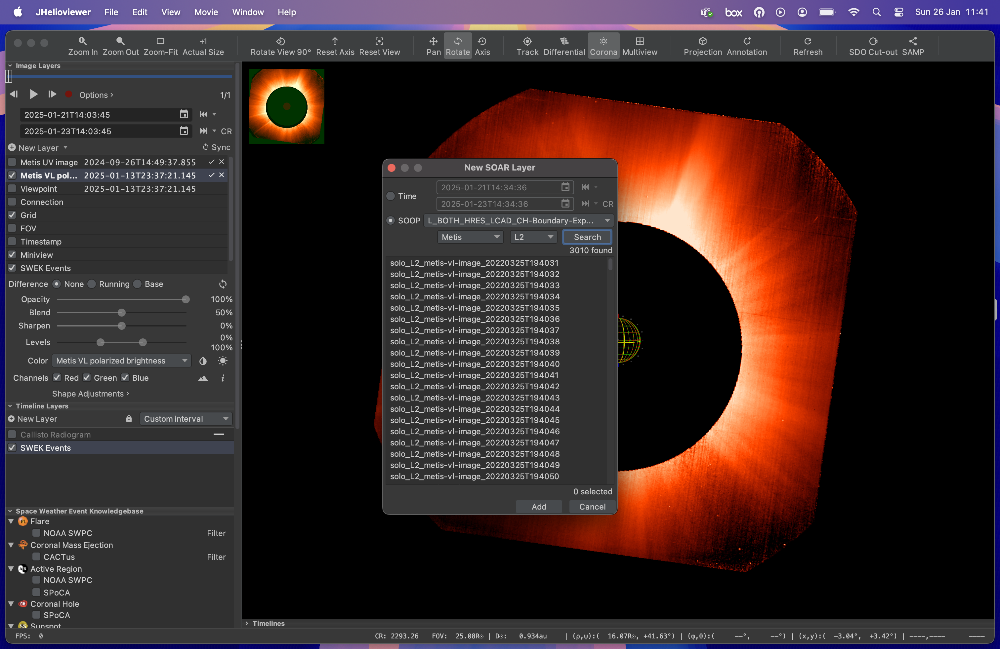 JHelioviewer File Edit View Movie Window Help box Sun 26 Jan 11:41
Zoom In Zoom Out Zoom-Fit +1 Actual Size Rotate View 90° Reset Axis Reset View Pan Rotate Axis Track Differential Corona Multiview Projection Annotation Refresh SDO Cut-out SAMP
Image Layers
Options > 1/1
2025-01-21T14:03:45
2025-01-23T14:03:45 CR
New Layer Sync
Metis UV image 2024-09-26T14:49:37.855
Metis VL pol... 2025-01-13T23:37:21.145
Viewpoint 2025-01-13T23:37:21.145
Connection
Grid
FOV
Timestamp
Miniview
SWEK Events
Difference None Running Base
Opacity 100%
Blend 50%
Sharpen 0%
Levels 0%
100%
Color Metis VL polarized brightness
Channels Red Green Blue i
Shape Adjustments >
Timeline Layers
New Layer Custom interval
Callisto Radiogram
SWEK Events
Space Weather Event Knowledgebase
FL Flare
NOAA SWPC Filter
Coronal Mass Ejection
CACTus Filter
AR Active Region
NOAA SWPC
SPoCA
CH Coronal Hole
SPoCA
SS Sunspot
New SOAR Layer
Time 2025-01-21T14:34:36
2025-01-23T14:34:36 CR
SOOP L_BOTH_HRES_LCAD_CH-Boundary-Exp...
Metis L2 Search
3010 found
solo_L2_metis-vl-image_20220325T194031
solo_L2_metis-vl-image_20220325T194032
solo_L2_metis-vl-image_20220325T194033
solo_L2_metis-vl-image_20220325T194034
solo_L2_metis-vl-image_20220325T194035
solo_L2_metis-vl-image_20220325T194036
solo_L2_metis-vl-image_20220325T194037
solo_L2_metis-vl-image_20220325T194038
solo_L2_metis-vl-image_20220325T194039
solo_L2_metis-vl-image_20220325T194040
solo_L2_metis-vl-image_20220325T194041
solo_L2_metis-vl-image_20220325T194042
solo_L2_metis-vl-image_20220325T194043
solo_L2_metis-vl-image_20220325T194044
solo_L2_metis-vl-image_20220325T194045
solo_L2_metis-vl-image_20220325T194046
solo_L2_metis-vl-image_20220325T194047
solo_L2_metis-vl-image_20220325T194048
solo_L2_metis-vl-image_20220325T194049
solo_L2_metis-vl-image_20220325T194050
0 selected
Add Cancel
Timelines
FPS: 0 CR: 2293.26 FOV: 25.08R☉ | D☉: 0.934au | (ρ,ψ):( 16.07R☉, +41.63°) | (φ,θ):( --°, --°) | (x,y):( -3.04°, +3.42°) | ----,---- ----